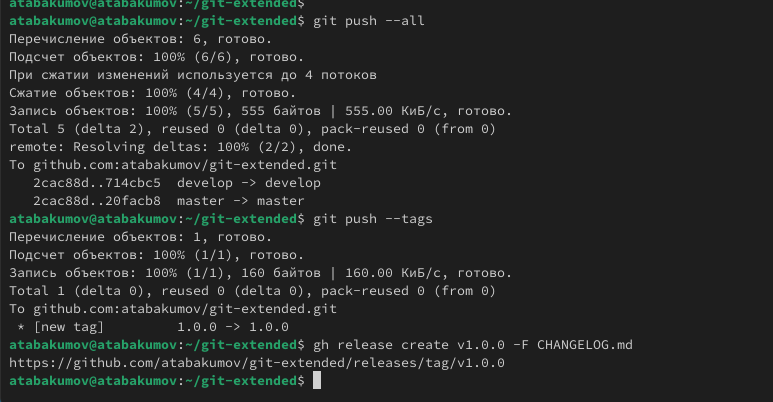 atabakumov@atabakumov:~/git-extended$
atabakumov@atabakumov:~/git-extended$ git push --all
Перечисление объектов: 6, готово.
Подсчет объектов: 100% (6/6), готово.
При сжатии изменений используется до 4 потоков
Сжатие объектов: 100% (4/4), готово.
Запись объектов: 100% (5/5), 555 байтов | 555.00 КиБ/с, готово.
Total 5 (delta 2), reused 0 (delta 0), pack-reused 0 (from 0)
remote: Resolving deltas: 100% (2/2), done.
To github.com:atabakumov/git-extended.git
   2cac88d..714cbc5  develop -> develop
   2cac88d..20facb8  master -> master
atabakumov@atabakumov:~/git-extended$ git push --tags
Перечисление объектов: 1, готово.
Подсчет объектов: 100% (1/1), готово.
Запись объектов: 100% (1/1), 160 байтов | 160.00 КиБ/с, готово.
Total 1 (delta 0), reused 0 (delta 0), pack-reused 0 (from 0)
To github.com:atabakumov/git-extended.git
 * [new tag]         1.0.0 -> 1.0.0
atabakumov@atabakumov:~/git-extended$ gh release create v1.0.0 -F CHANGELOG.md
https://github.com/atabakumov/git-extended/releases/tag/v1.0.0
atabakumov@atabakumov:~/git-extended$